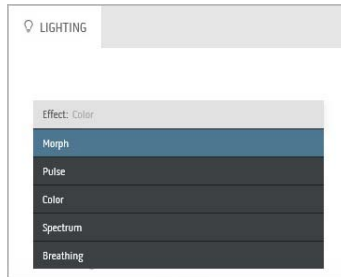 LIGHTING
Effect: Color
Morph
Pulse
Color
Spectrum
Breathing